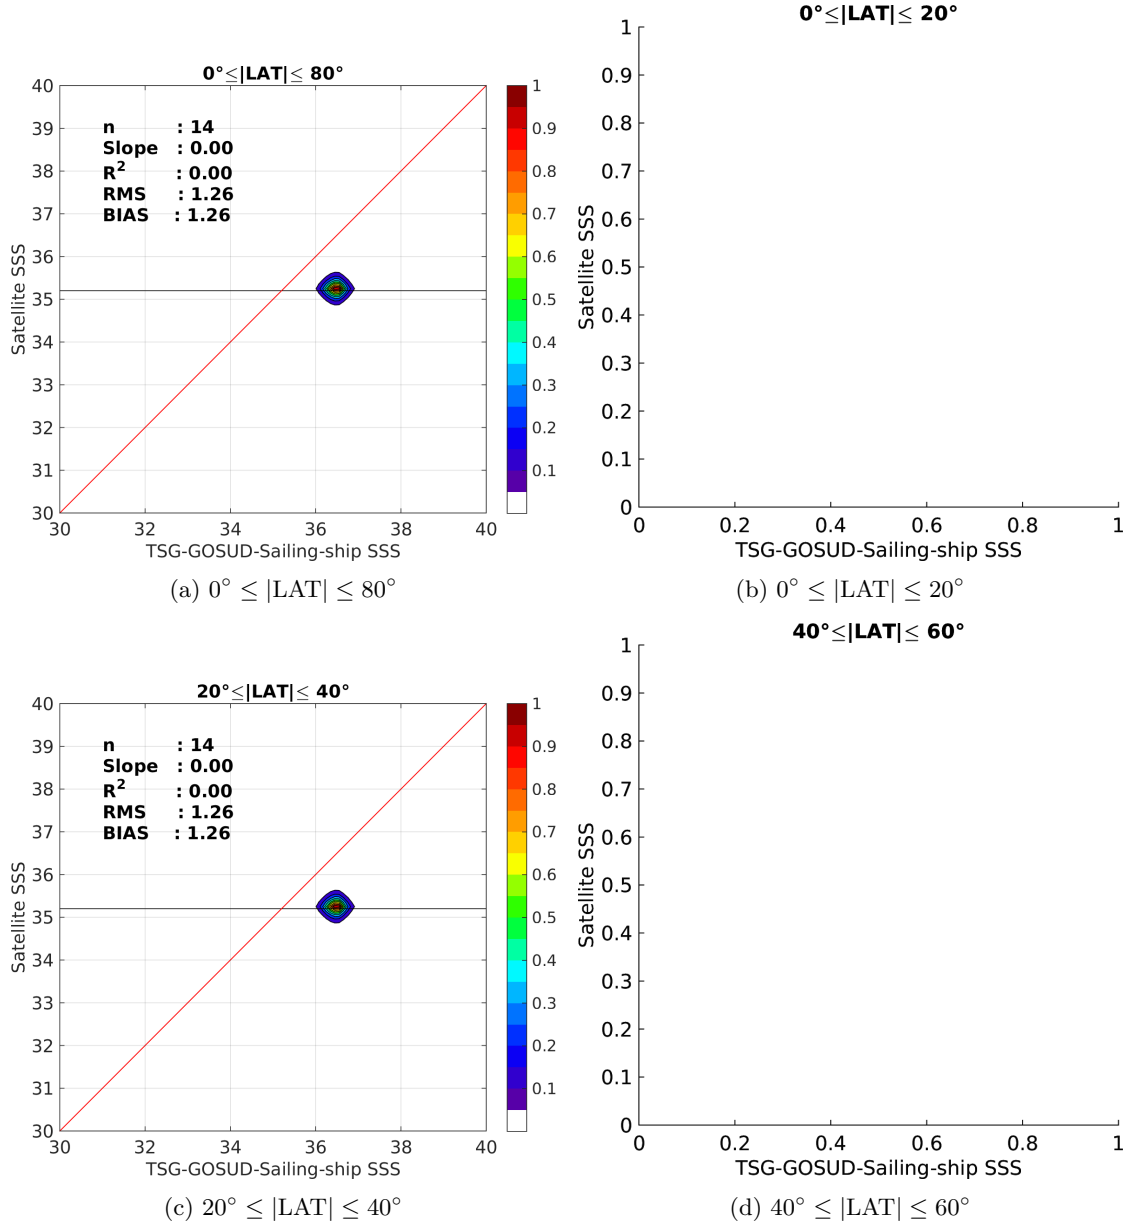 0°≤|LAT|≤ 80°
40
39
38
37
36
35
34
33
32
31
30
30 32 34 36 38 40
Satellite SSS
TSG-GOSUD-Sailing-ship SSS
n : 14
Slope : 0.00
R² : 0.00
RMS : 1.26
BIAS : 1.26
1
0.9
0.8
0.7
0.6
0.5
0.4
0.3
0.2
0.1
(a) 0° ≤ |LAT| ≤ 80°
0°≤|LAT|≤ 20°
1
0.9
0.8
0.7
0.6
0.5
0.4
0.3
0.2
0.1
0
0 0.2 0.4 0.6 0.8 1
Satellite SSS
TSG-GOSUD-Sailing-ship SSS
(b) 0° ≤ |LAT| ≤ 20°
20°≤|LAT|≤ 40°
40
39
38
37
36
35
34
33
32
31
30
30 32 34 36 38 40
Satellite SSS
TSG-GOSUD-Sailing-ship SSS
n : 14
Slope : 0.00
R² : 0.00
RMS : 1.26
BIAS : 1.26
1
0.9
0.8
0.7
0.6
0.5
0.4
0.3
0.2
0.1
(c) 20° ≤ |LAT| ≤ 40°
40°≤|LAT|≤ 60°
1
0.9
0.8
0.7
0.6
0.5
0.4
0.3
0.2
0.1
0
0 0.2 0.4 0.6 0.8 1
Satellite SSS
TSG-GOSUD-Sailing-ship SSS
(d) 40° ≤ |LAT| ≤ 60°